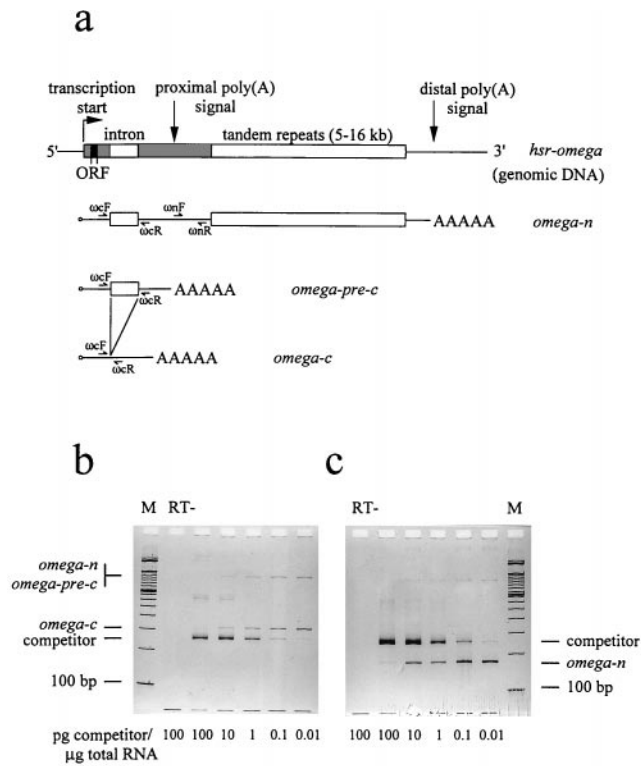 a
transcription start
proximal poly(A) signal
distal poly(A) signal
intron
tandem repeats (5-16 kb)
5'
3'
hsr-omega
(genomic DNA)
ORF
ωcF
ωcR
ωnF
ωnR
AAAAA
omega-n
ωcF
ωcR
AAAAA
omega-pre-c
ωcF
ωcR
AAAAA
omega-c
b
M
RT-
omega-n
omega-pre-c
omega-c
competitor
100 bp
pg competitor/
μg total RNA
100 100 10 1 0.1 0.01
c
RT-
M
competitor
omega-n
100 bp
100 100 10 1 0.1 0.01